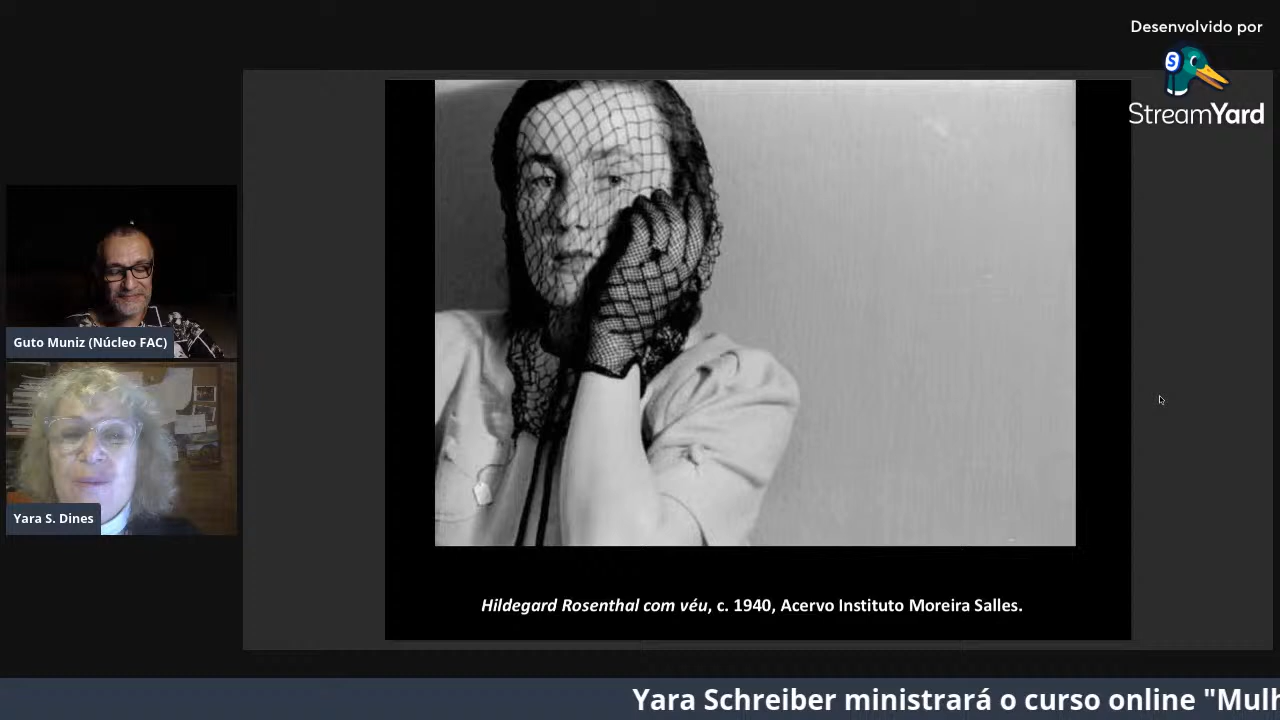 Desenvolvido por
StreamYard
Guto Muniz (Núcleo FAC)
Yara S. Dines
Hildegard Rosenthal com véu, c. 1940, Acervo Instituto Moreira Salles.
Yara Schreiber ministrará o curso online "Mulh